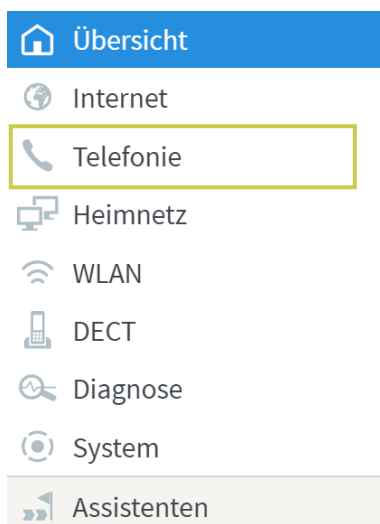 Übersicht
Internet
Telefonie
Heimnetz
WLAN
DECT
Diagnose
System
Assistenten